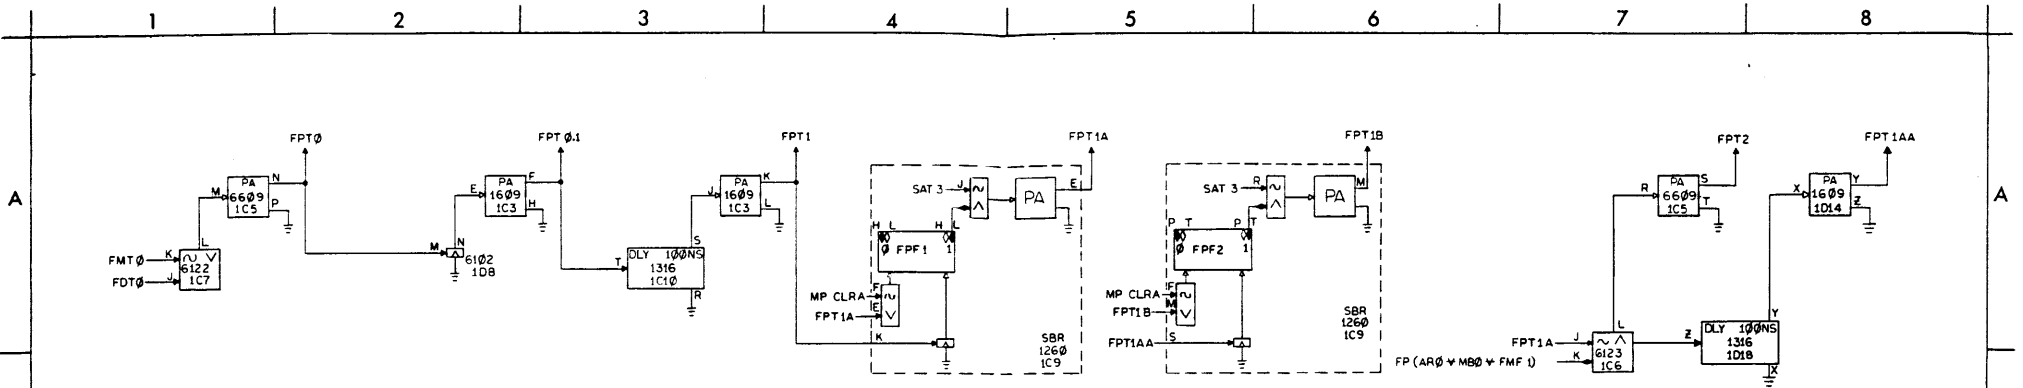 1 2 3 4 5 6 7 8
A
A
FPTØ
FPTØ.1
FPT1
FPT1A
FPT1B
FPT2
FPT1AA
FMTØ
FDTØ
K
J
L
6122
1C7
M
PA
6609
1C5
N
P
M
N
6102
1D8
E
PA
1609
1C3
F
H
T
DLY 1ØØNS
1316
1C1Ø
S
R
J
PA
1609
1C3
K
L
SAT 3
J
PA
E
H L
H L
Ø FPF1 1
MP CLRA
F
FPT1A
E
K
SBR
126Ø
1C9
SAT 3
R
PA
M
P T
P T
Ø FPF2 1
MP CLRA
F
FPT1B
M
FPT1AA
S
SBR
126Ø
1C9
FPT1A
J
FP (ARØ ⩝ MBØ ⩝ FMF 1)
K
L
6123
1C6
R
PA
6609
1C5
S
T
Z
DLY 1ØØNS
1316
1D18
Y
X
X
PA
1609
1D14
Y
Z